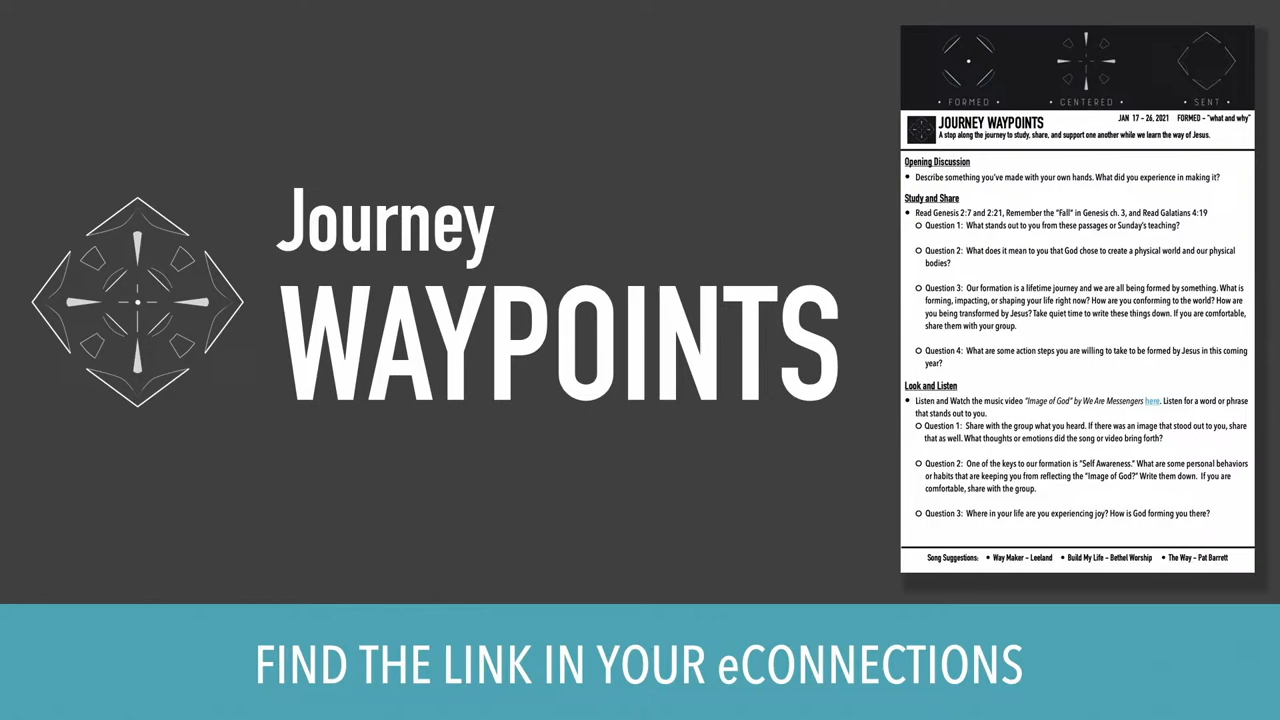 Journey
WAYPOINTS
• FORMED •
• CENTERED •
• SENT •
JOURNEY WAYPOINTS
JAN 17 – 26, 2021 FORMED – "what and why"
A stop along the journey to study, share, and support one another while we learn the way of Jesus.
Opening Discussion
• Describe something you've made with your own hands. What did you experience in making it?
Study and Share
• Read Genesis 2:7 and 2:21, Remember the "Fall" in Genesis ch. 3, and Read Galatians 4:19
O Question 1: What stands out to you from these passages or Sunday's teaching?
O Question 2: What does it mean to you that God chose to create a physical world and our physical
bodies?
O Question 3: Our formation is a lifetime journey and we are all being formed by something. What is
forming, impacting, or shaping your life right now? How are you conforming to the world? How are
you being transformed by Jesus? Take quiet time to write these things down. If you are comfortable,
share them with your group.
O Question 4: What are some action steps you are willing to take to be formed by Jesus in this coming
year?
Look and Listen
• Listen and Watch the music video "Image of God" by We Are Messengers here. Listen for a word or phrase
that stands out to you.
O Question 1: Share with the group what you heard. If there was an image that stood out to you, share
that as well. What thoughts or emotions did the song or video bring forth?
O Question 2: One of the keys to our formation is "Self Awareness." What are some personal behaviors
or habits that are keeping you from reflecting the "Image of God?" Write them down. If you are
comfortable, share with the group.
O Question 3: Where in your life are you experiencing joy? How is God forming you there?
Song Suggestions: • Way Maker – Leeland • Build My Life – Bethel Worship • The Way – Pat Barrett
FIND THE LINK IN YOUR eCONNECTIONS